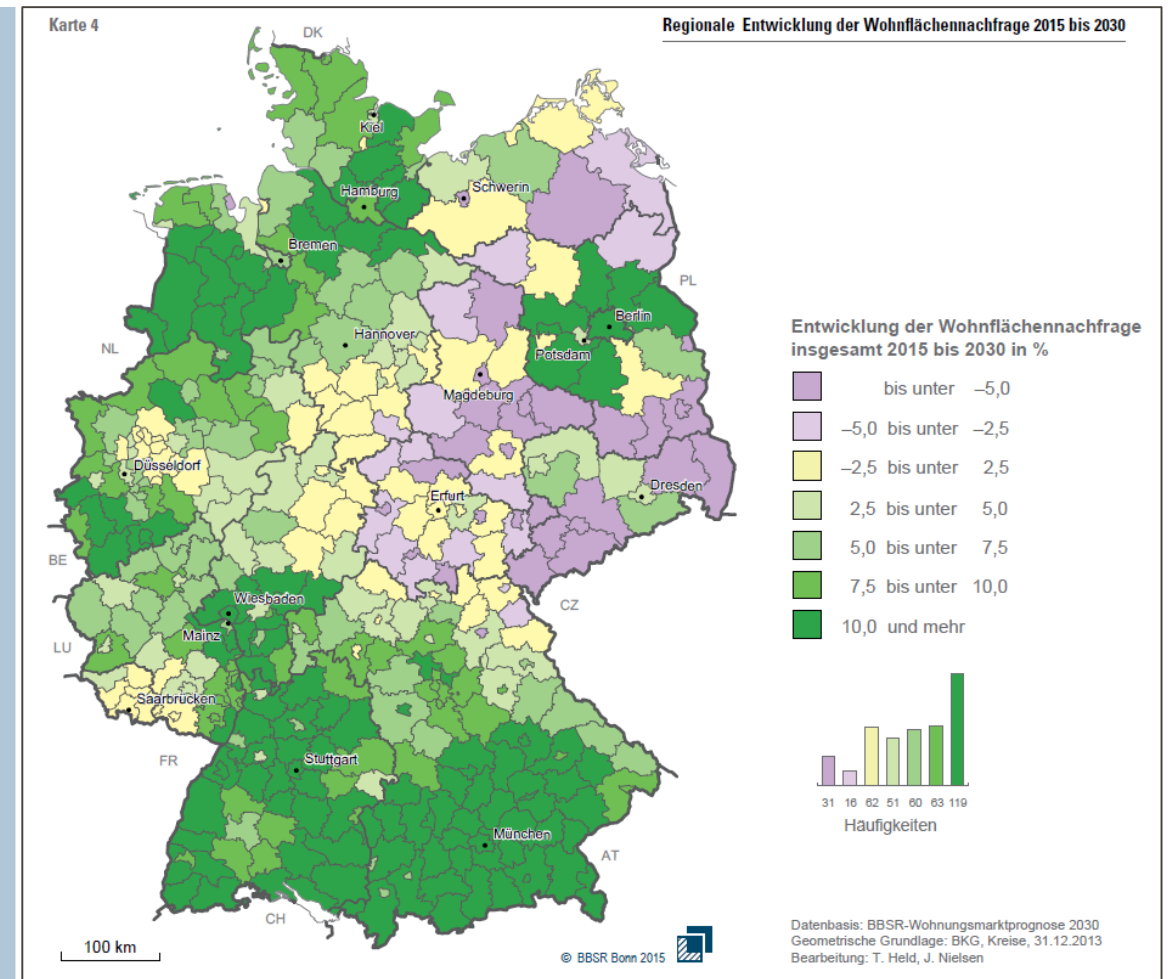 Karte 4
Regionale Entwicklung der Wohnflächennachfrage 2015 bis 2030
DK
Kiel
Schwerin
Hamburg
Bremen
PL
Berlin
Hannover
NL
Potsdam
Magdeburg
Düsseldorf
Dresden
Erfurt
BE
Wiesbaden
CZ
Mainz
LU
Saarbrücken
FR
Stuttgart
München
AT
CH
100 km
© BBSR Bonn 2015
Entwicklung der Wohnflächennachfrage
insgesamt 2015 bis 2030 in %
bis unter –5,0
–5,0 bis unter –2,5
–2,5 bis unter 2,5
2,5 bis unter 5,0
5,0 bis unter 7,5
7,5 bis unter 10,0
10,0 und mehr
31 16 62 51 60 63 119
Häufigkeiten
Datenbasis: BBSR-Wohnungsmarktprognose 2030
Geometrische Grundlage: BKG, Kreise, 31.12.2013
Bearbeitung: T. Held, J. Nielsen